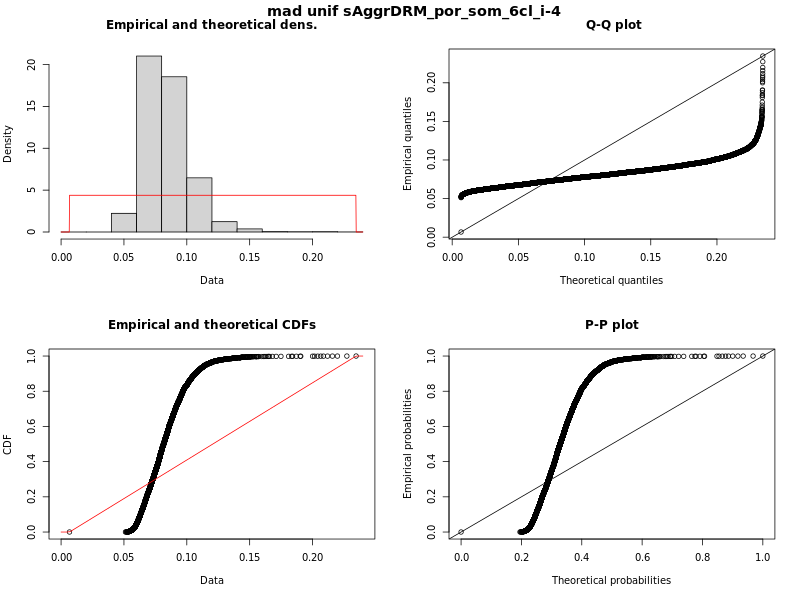 mad unif sAggrDRM_por_som_6cl_i-4
Empirical and theoretical dens.
Density
0
5
10
15
20
0.00 0.05 0.10 0.15 0.20
Data
Q-Q plot
Empirical quantiles
0.00 0.05 0.10 0.15 0.20
0.00 0.05 0.10 0.15 0.20
Theoretical quantiles
Empirical and theoretical CDFs
CDF
0.0 0.2 0.4 0.6 0.8 1.0
0.00 0.05 0.10 0.15 0.20
Data
P-P plot
Empirical probabilities
0.0 0.2 0.4 0.6 0.8 1.0
0.0 0.2 0.4 0.6 0.8 1.0
Theoretical probabilities